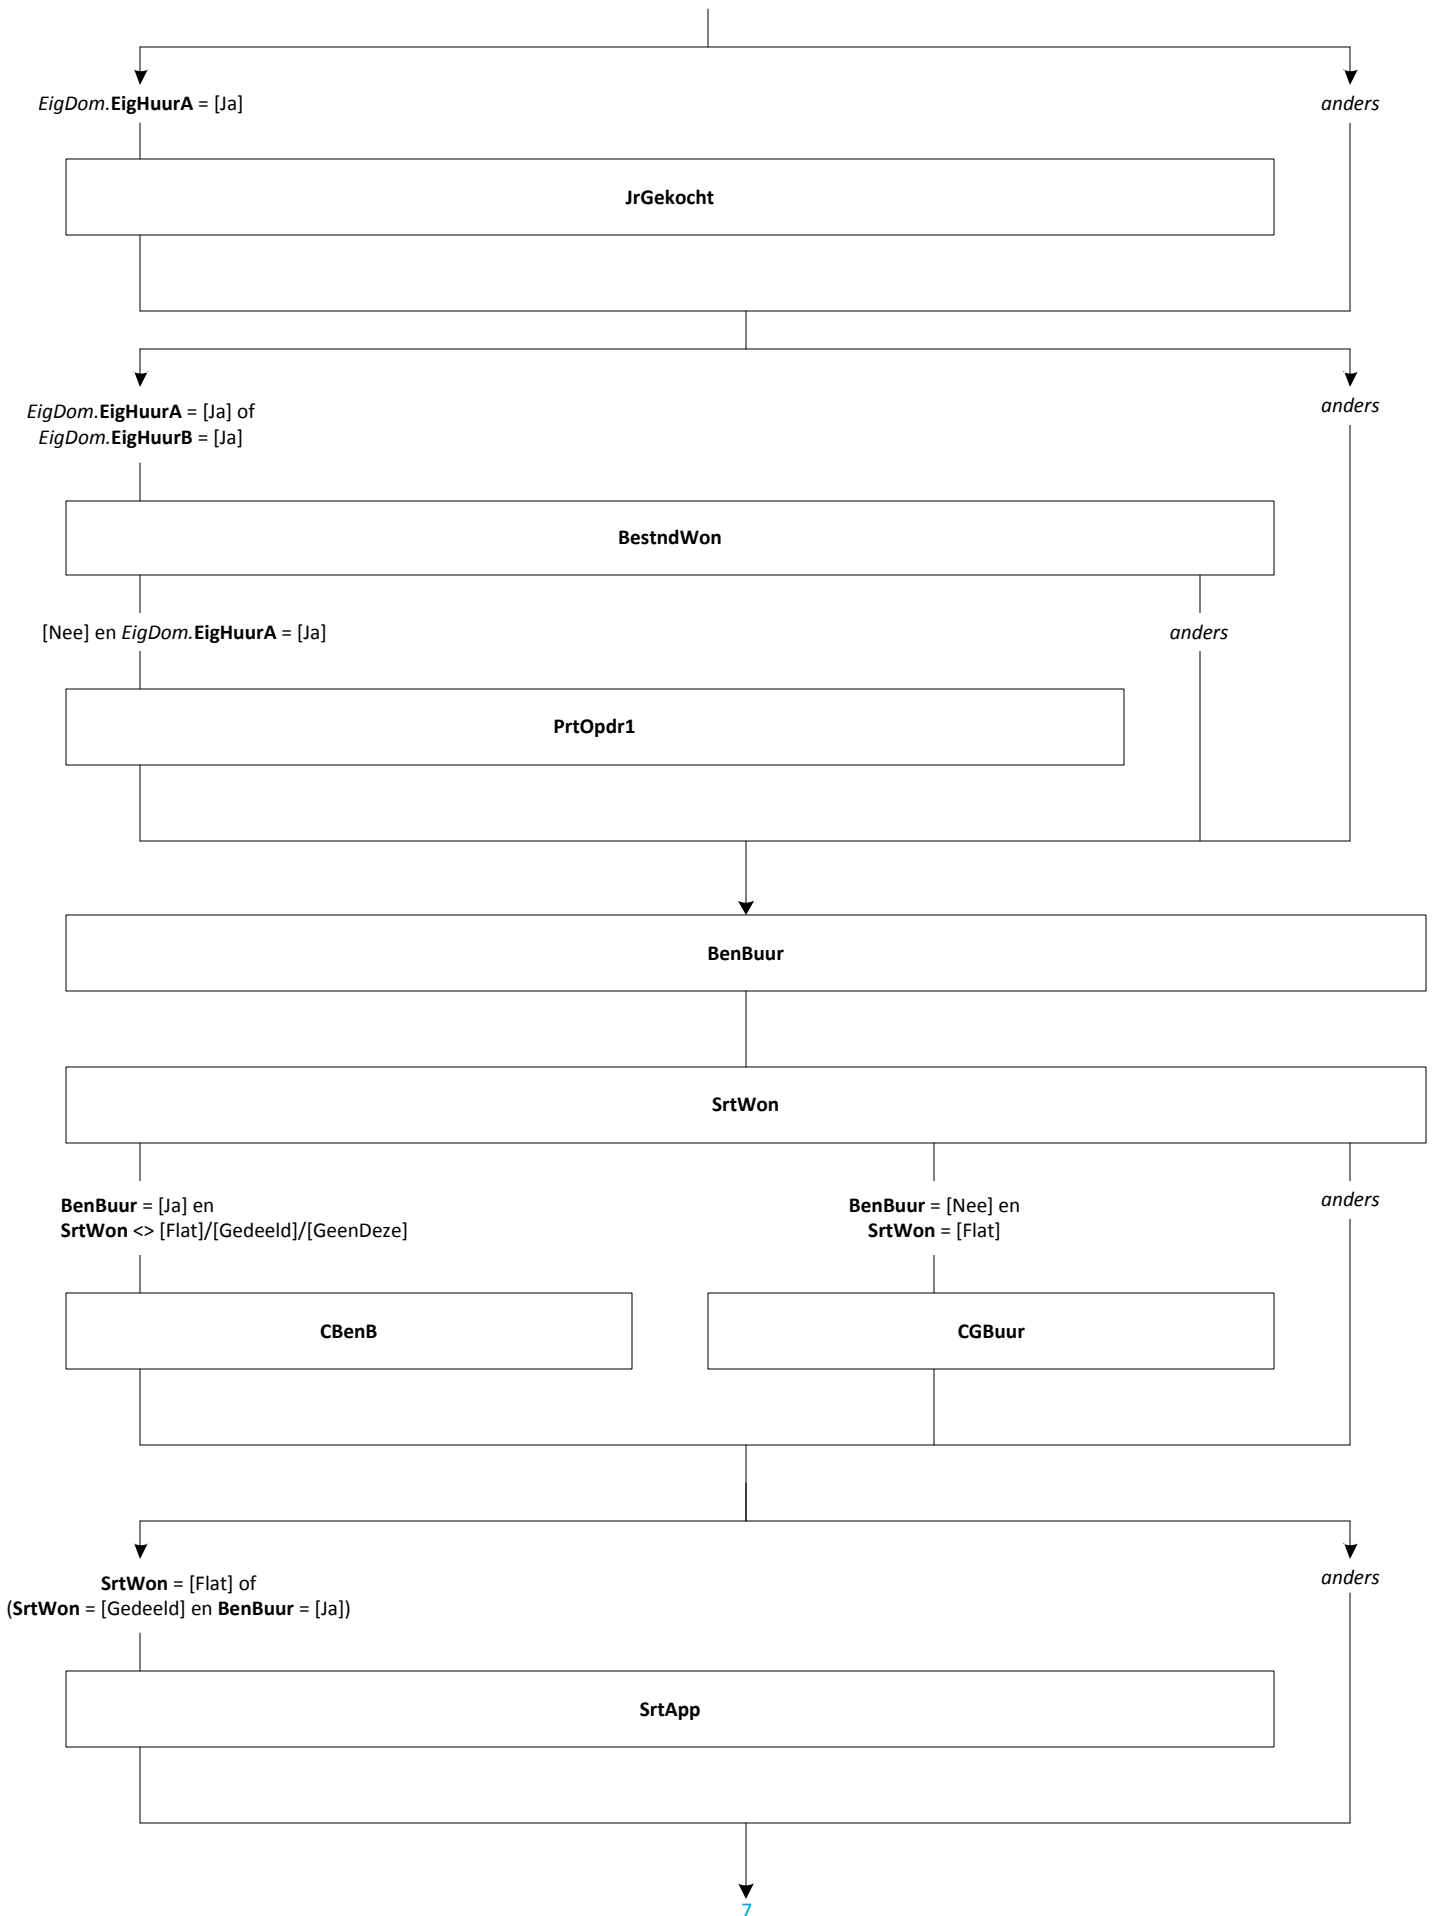 EigDom.EigHuurA = [Ja]
anders
JrGekocht
EigDom.EigHuurA = [Ja] of
EigDom.EigHuurB = [Ja]
anders
BestndWon
[Nee] en EigDom.EigHuurA = [Ja]
anders
PrtOpdr1
BenBuur
SrtWon
BenBuur = [Ja] en
SrtWon <> [Flat]/[Gedeeld]/[GeenDeze]
BenBuur = [Nee] en
SrtWon = [Flat]
anders
CBenB
CGBuur
SrtWon = [Flat] of
(SrtWon = [Gedeeld] en BenBuur = [Ja])
anders
SrtApp
7